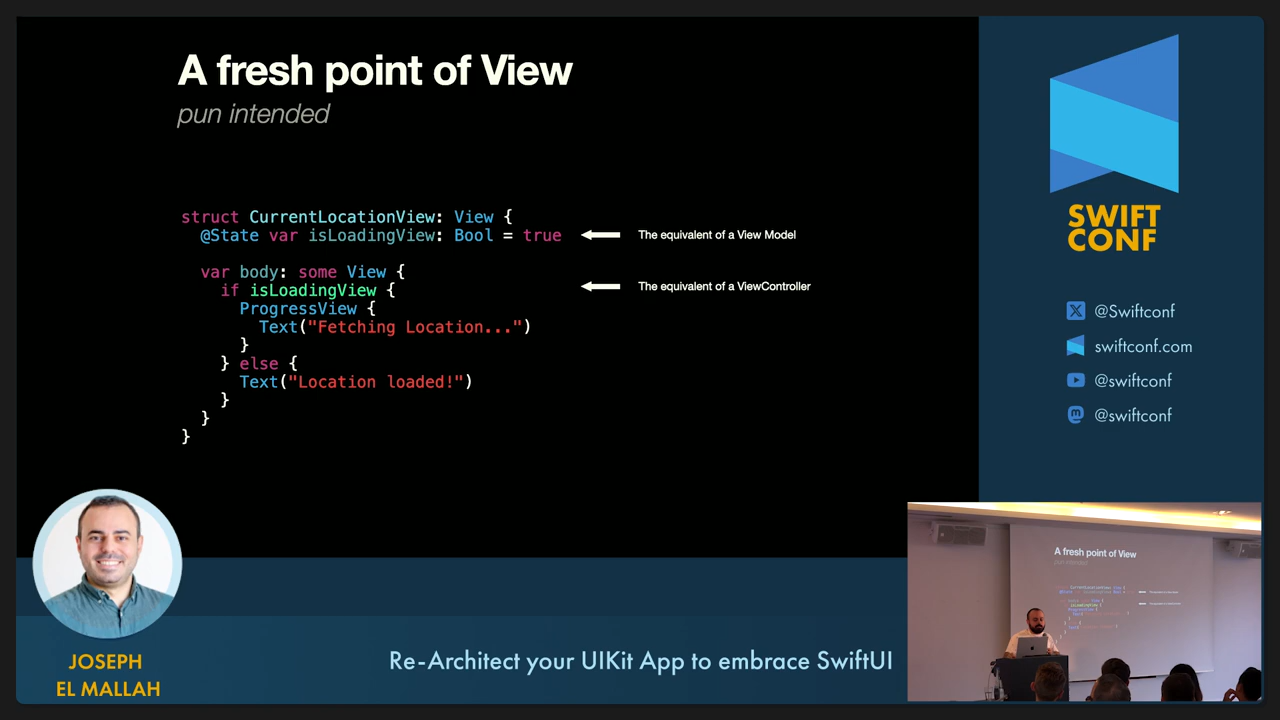 A fresh point of View
pun intended
struct CurrentLocationView: View {
@State var isLoadingView: Bool = true
The equivalent of a View Model
var body: some View {
if isLoadingView {
The equivalent of a ViewController
ProgressView {
Text("Fetching Location...")
}
} else {
Text("Location loaded!")
}
}
}
SWIFT
CONF
@Swiftconf
swiftconf.com
@swiftconf
@swiftconf
JOSEPH
EL MALLAH
Re-Architect your UIKit App to embrace SwiftUI
A fresh point of View
pun intended